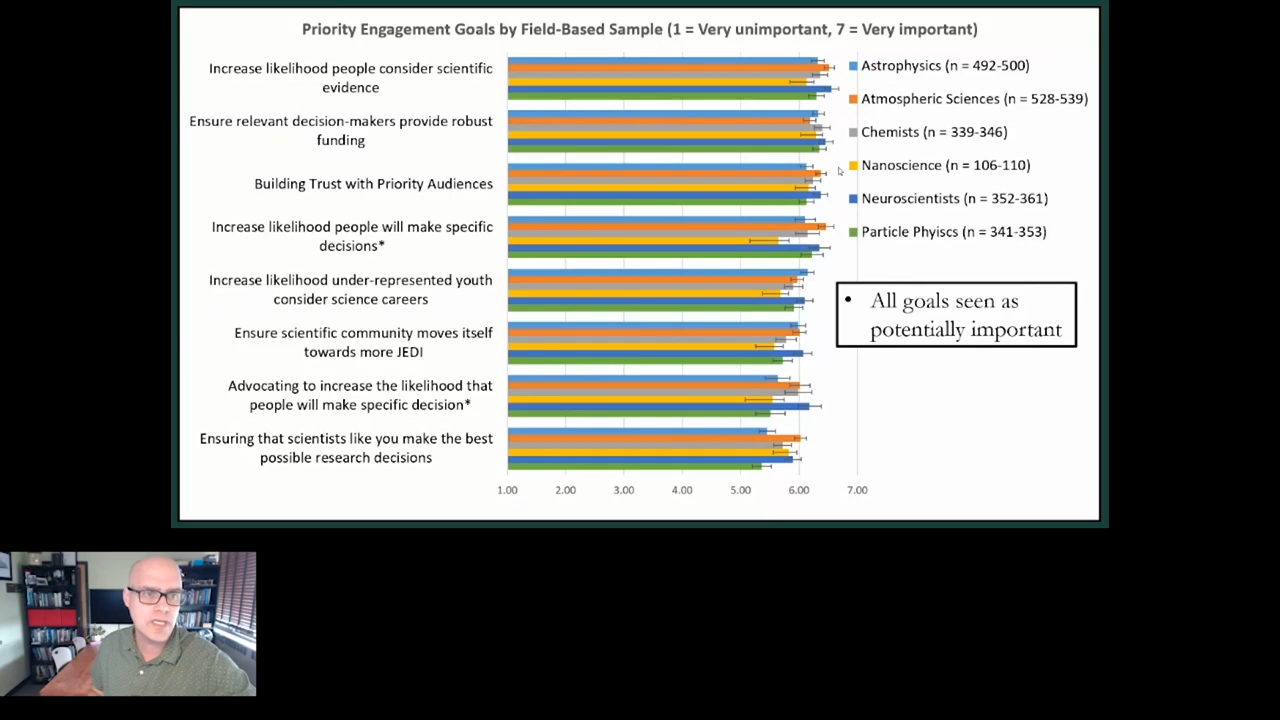 Priority Engagement Goals by Field-Based Sample (1 = Very unimportant, 7 = Very important)
Increase likelihood people consider scientific
evidence
Ensure relevant decision-makers provide robust
funding
Building Trust with Priority Audiences
Increase likelihood people will make specific
decisions*
Increase likelihood under-represented youth
consider science careers
Ensure scientific community moves itself
towards more JEDI
Advocating to increase the likelihood that
people will make specific decision*
Ensuring that scientists like you make the best
possible research decisions
1.00 2.00 3.00 4.00 5.00 6.00 7.00
Astrophysics (n = 492-500)
Atmospheric Sciences (n = 528-539)
Chemists (n = 339-346)
Nanoscience (n = 106-110)
Neuroscientists (n = 352-361)
Particle Phyiscs (n = 341-353)
• All goals seen as
potentially important